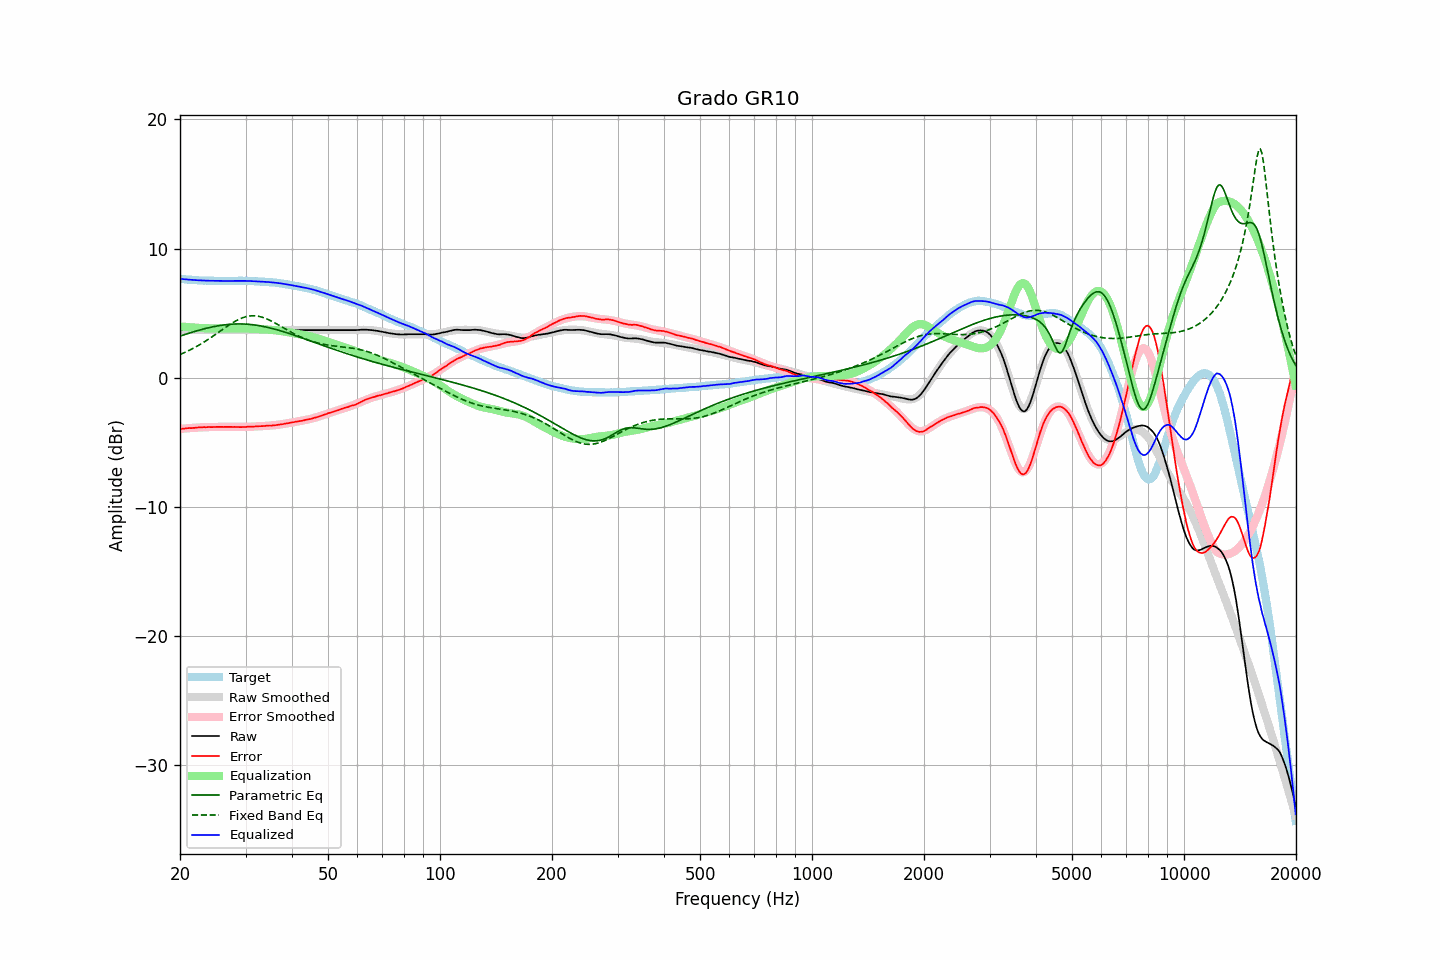 Grado GR10
20
10
0
−10
−20
−30
Amplitude (dBr)
Target
Raw Smoothed
Error Smoothed
Raw
Error
Equalization
Parametric Eq
Fixed Band Eq
Equalized
20 50 100 200 500 1000 2000 5000 10000 20000
Frequency (Hz)